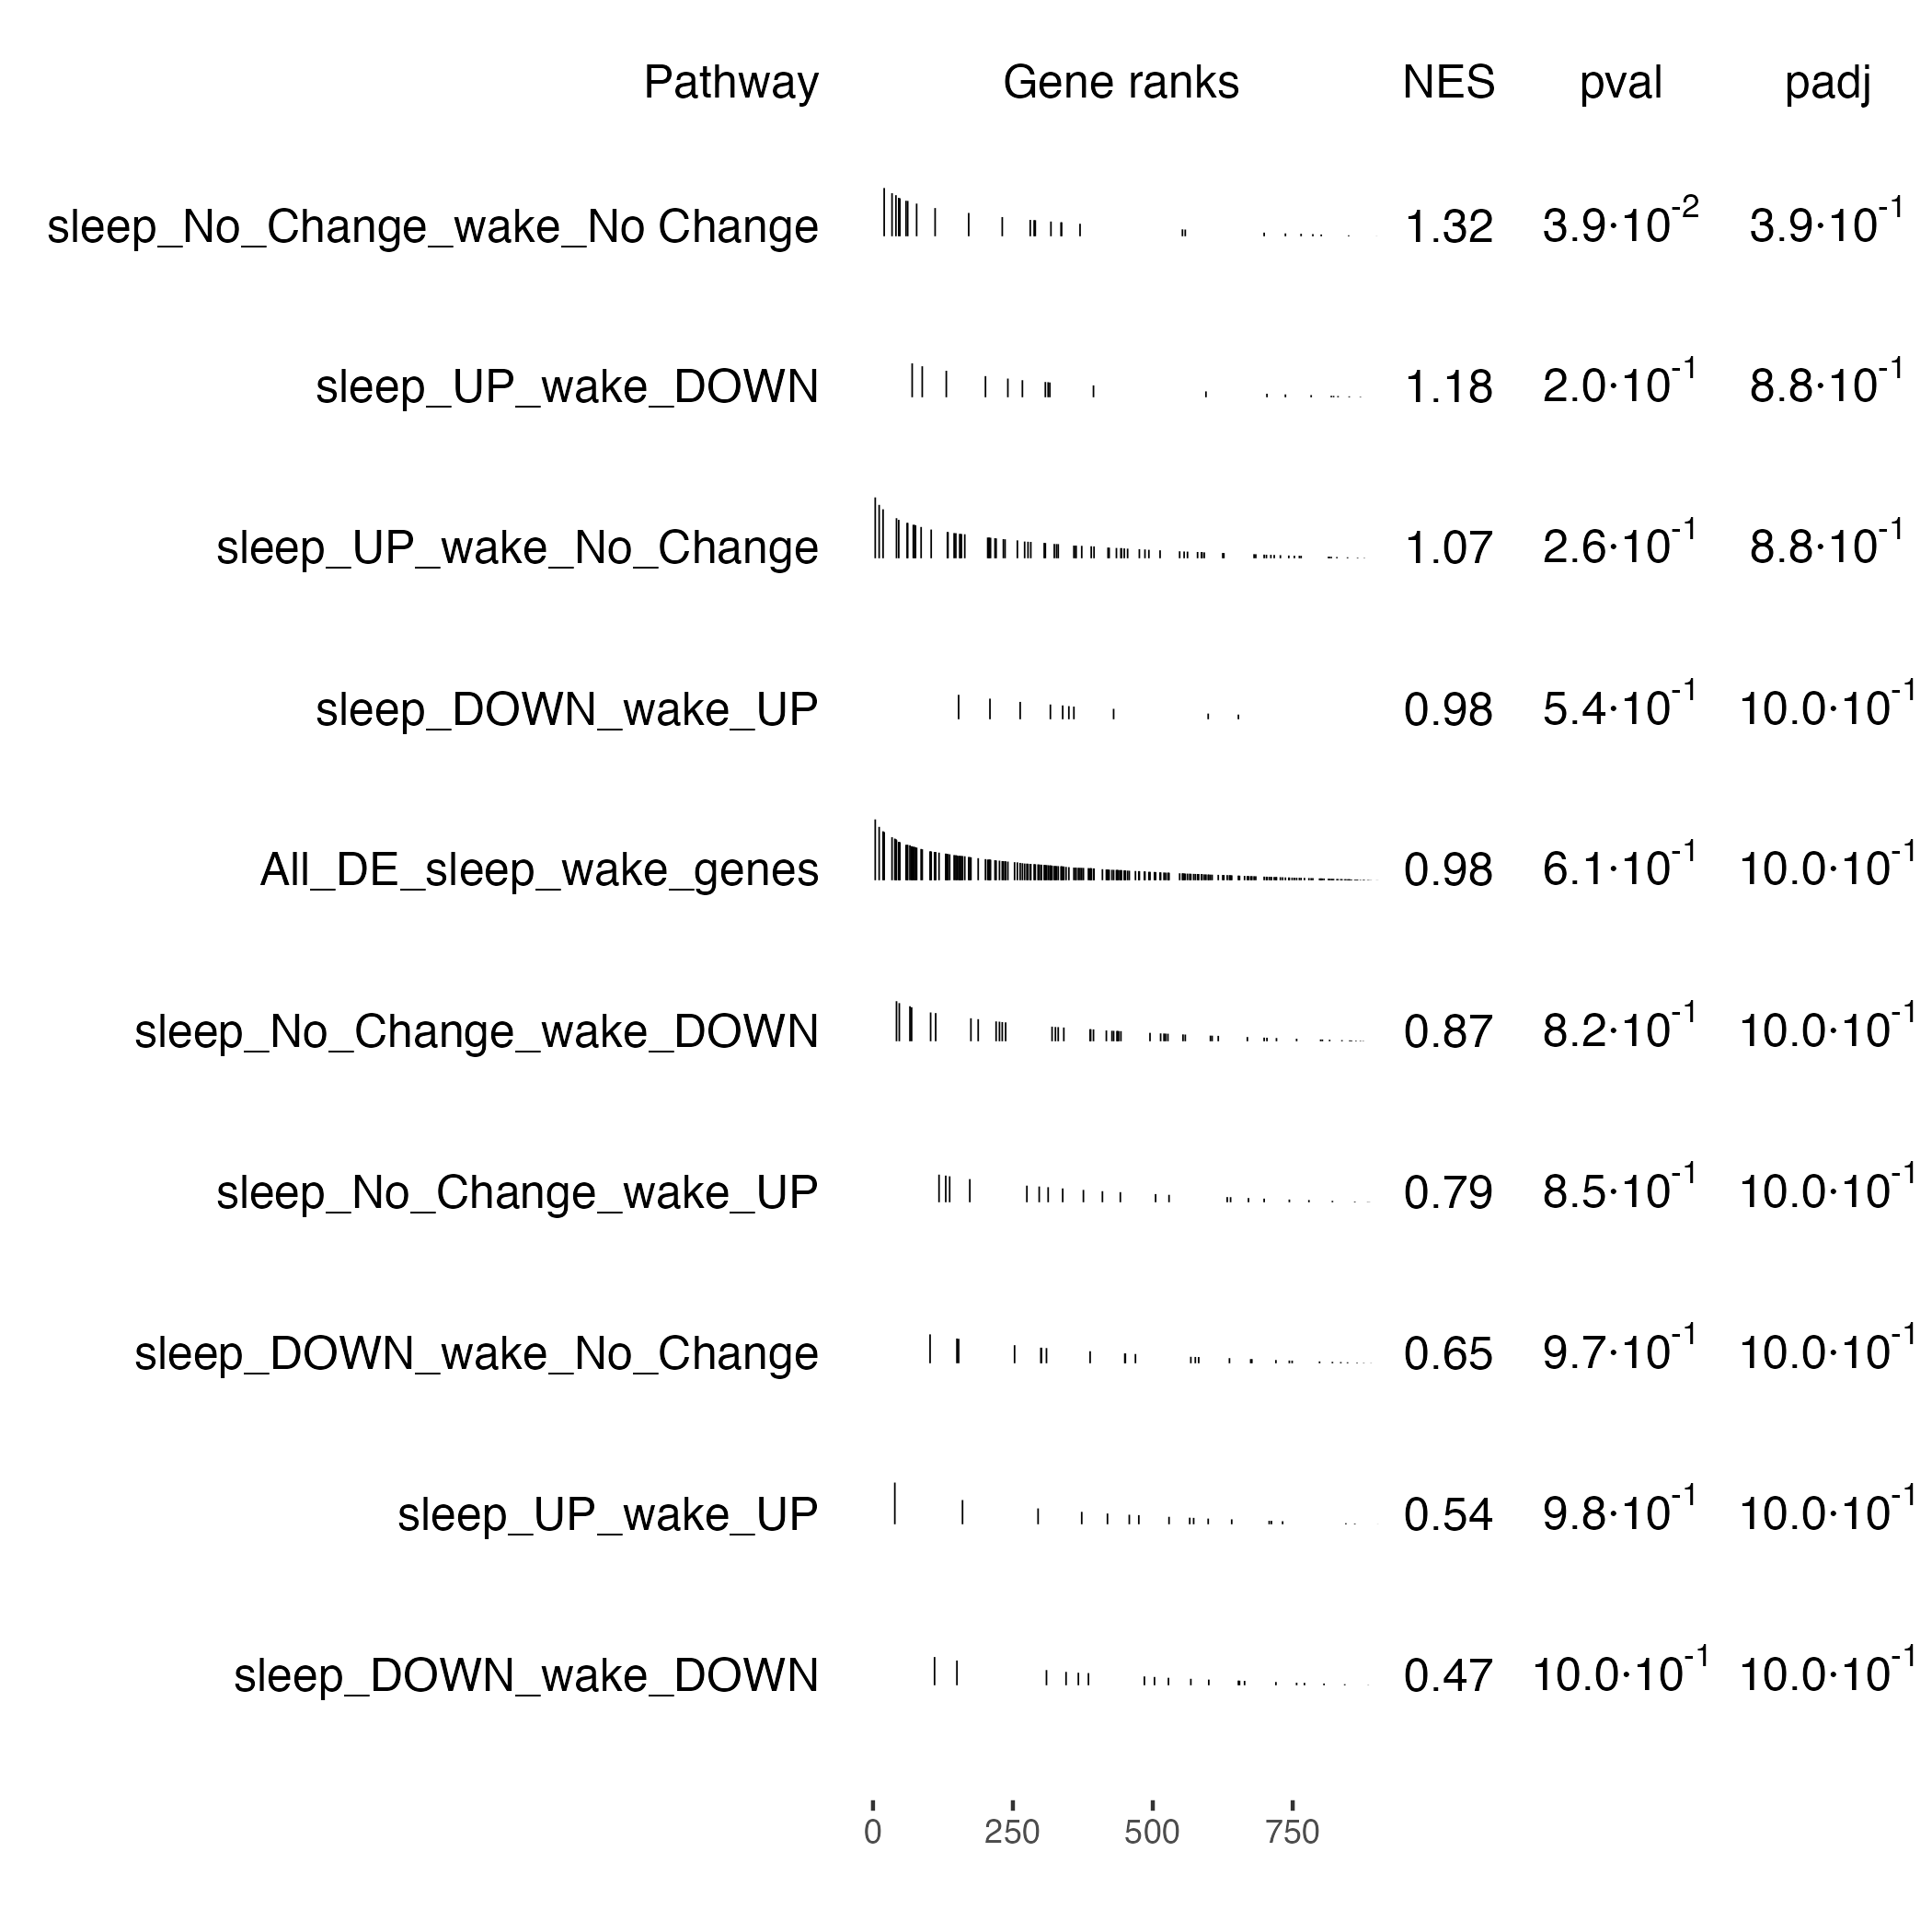 Pathway Gene ranks NES pval padj
sleep_No_Change_wake_No Change 1.32 3.9·10⁻² 3.9·10⁻¹
sleep_UP_wake_DOWN 1.18 2.0·10⁻¹ 8.8·10⁻¹
sleep_UP_wake_No_Change 1.07 2.6·10⁻¹ 8.8·10⁻¹
sleep_DOWN_wake_UP 0.98 5.4·10⁻¹ 10.0·10⁻¹
All_DE_sleep_wake_genes 0.98 6.1·10⁻¹ 10.0·10⁻¹
sleep_No_Change_wake_DOWN 0.87 8.2·10⁻¹ 10.0·10⁻¹
sleep_No_Change_wake_UP 0.79 8.5·10⁻¹ 10.0·10⁻¹
sleep_DOWN_wake_No_Change 0.65 9.7·10⁻¹ 10.0·10⁻¹
sleep_UP_wake_UP 0.54 9.8·10⁻¹ 10.0·10⁻¹
sleep_DOWN_wake_DOWN 0.47 10.0·10⁻¹ 10.0·10⁻¹
0 250 500 750